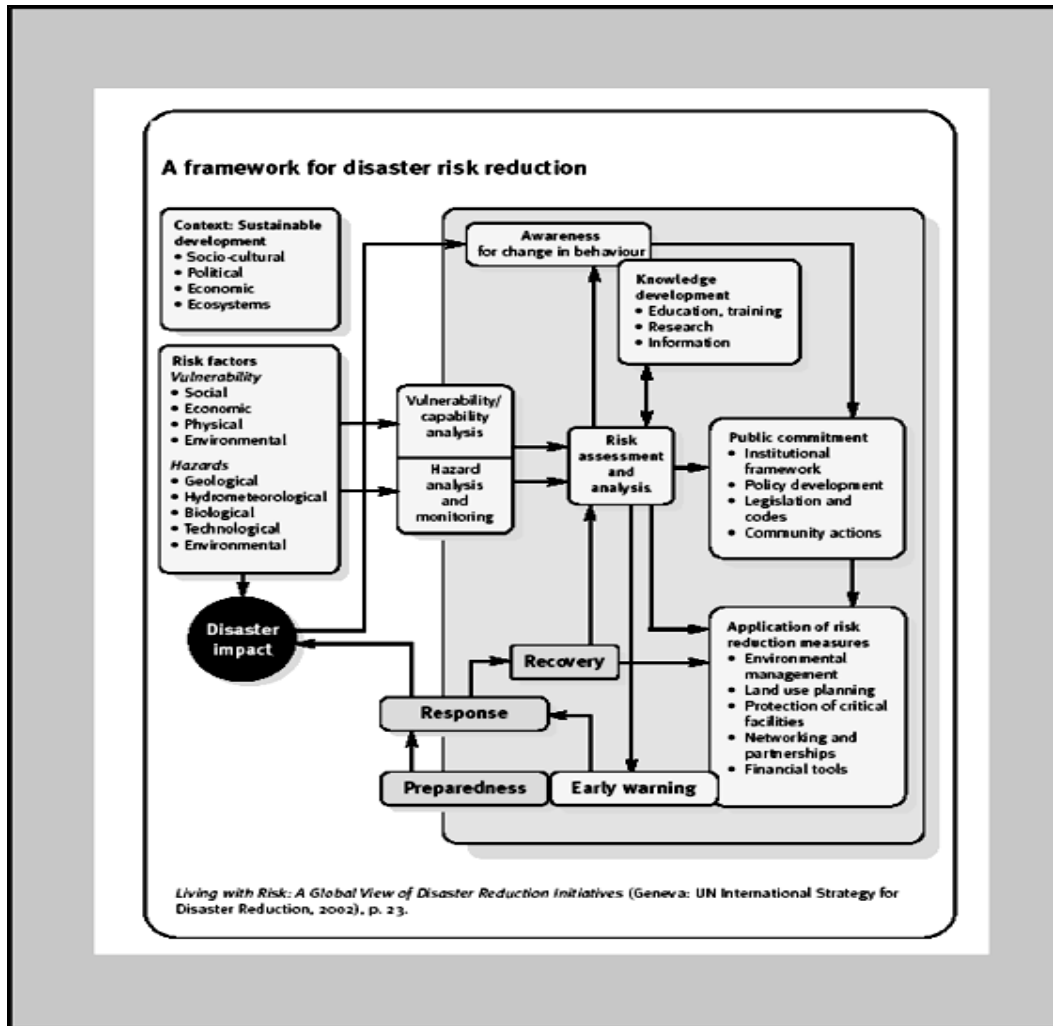 A framework for disaster risk reduction
Context: Sustainable
development
• Socio-cultural
• Political
• Economic
• Ecosystems
Risk factors
Vulnerability
• Social
• Economic
• Physical
• Environmental
Hazards
• Geological
• Hydrometeorological
• Biological
• Technological
• Environmental
Disaster
impact
Awareness
for change in behaviour
Knowledge
development
• Education, training
• Research
• Information
Vulnerability/
capability
analysis
Hazard
analysis
and
monitoring
Risk
assessment
and
analysis
Public commitment
• Institutional
framework
• Policy development
• Legislation and
codes
• Community actions
Application of risk
reduction measures
• Environmental
management
• Land use planning
• Protection of critical
facilities
• Networking and
partnerships
• Financial tools
Recovery
Response
Preparedness
Early warning
Living with Risk: A Global View of Disaster Reduction Initiatives (Geneva: UN International Strategy for
Disaster Reduction, 2002), p. 23.